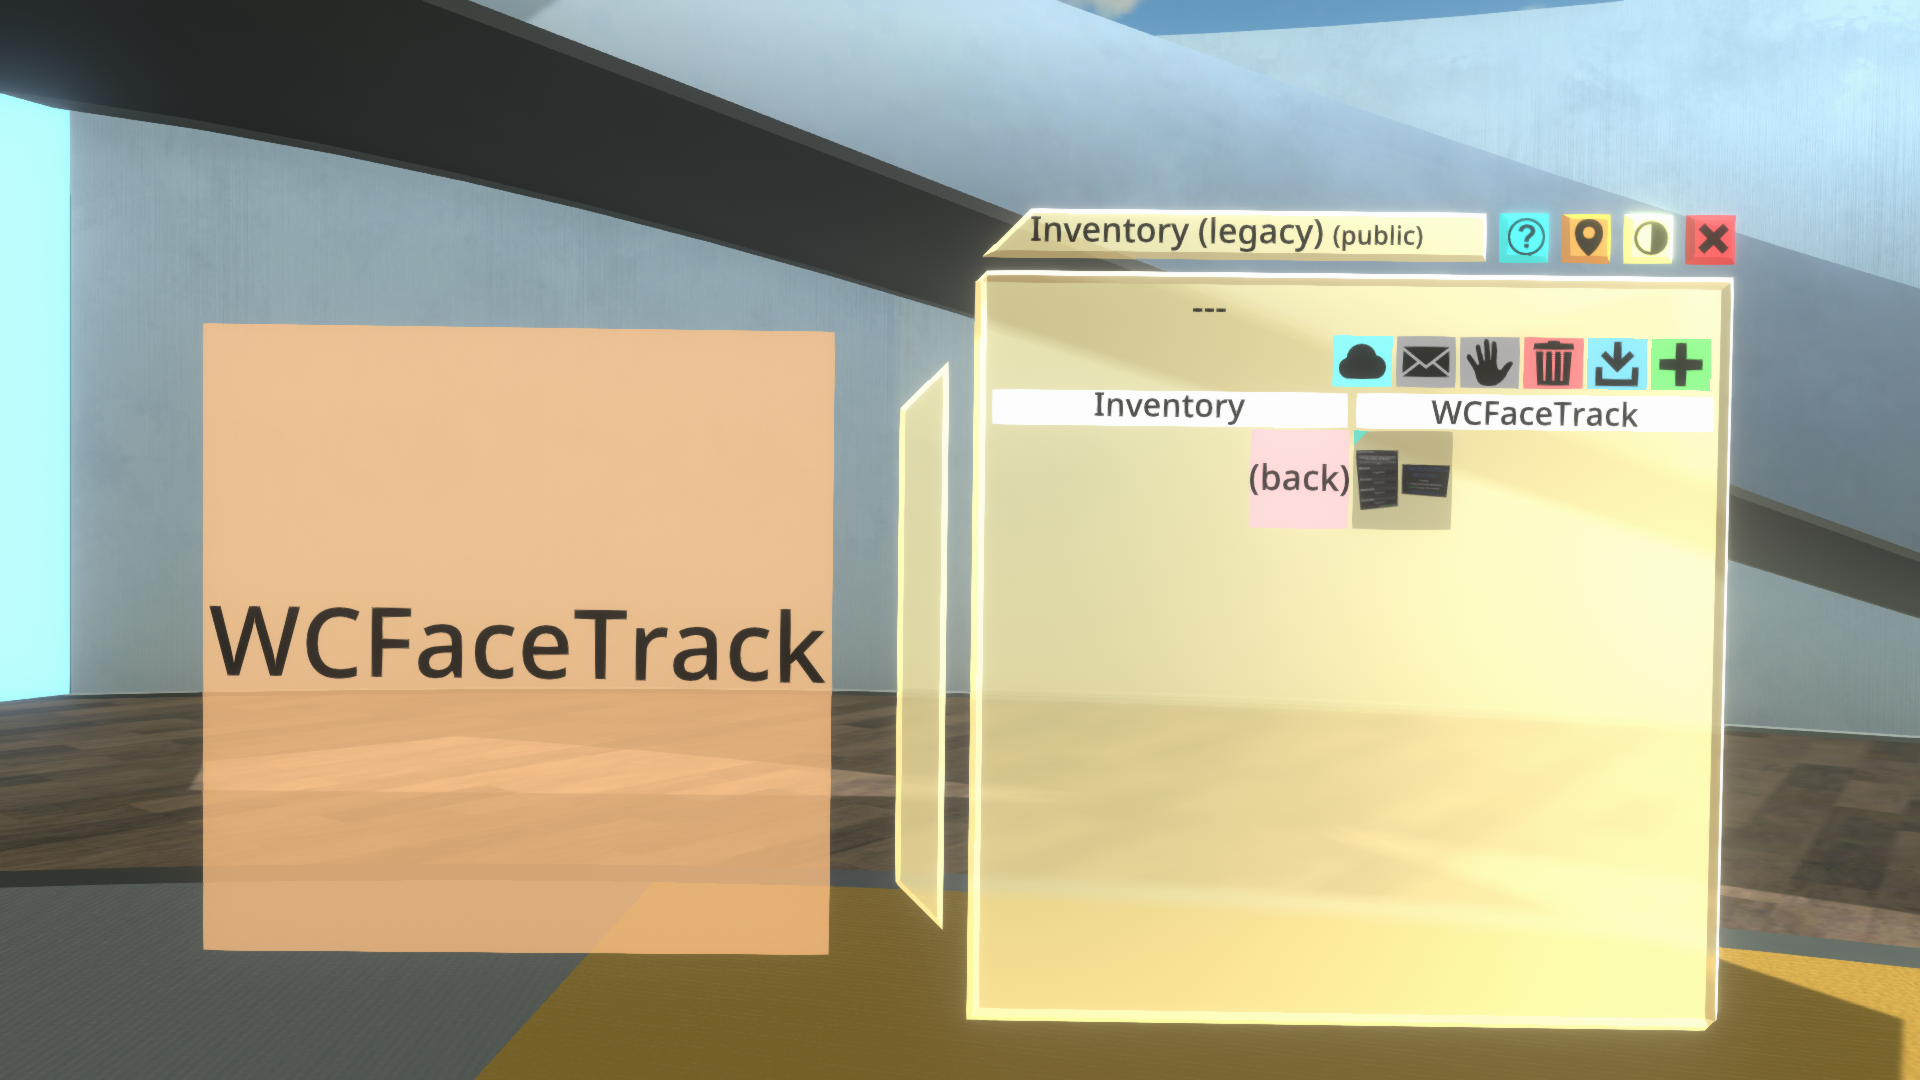 Inventory (legacy) (public)
---
Inventory
WCFaceTrack
(back)
WCFaceTrack